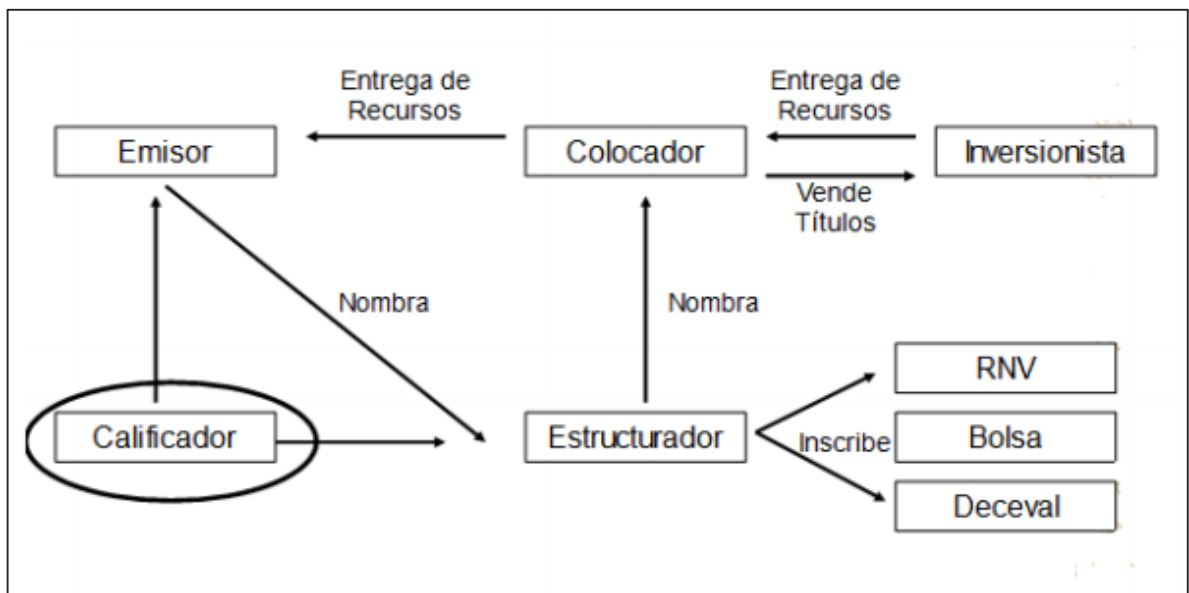 Entrega de
Recursos
Entrega de
Recursos
Emisor
Colocador
Inversionista
Vende
Títulos
Nombra
Nombra
RNV
Calificador
Estructurador
Inscribe
Bolsa
Deceval